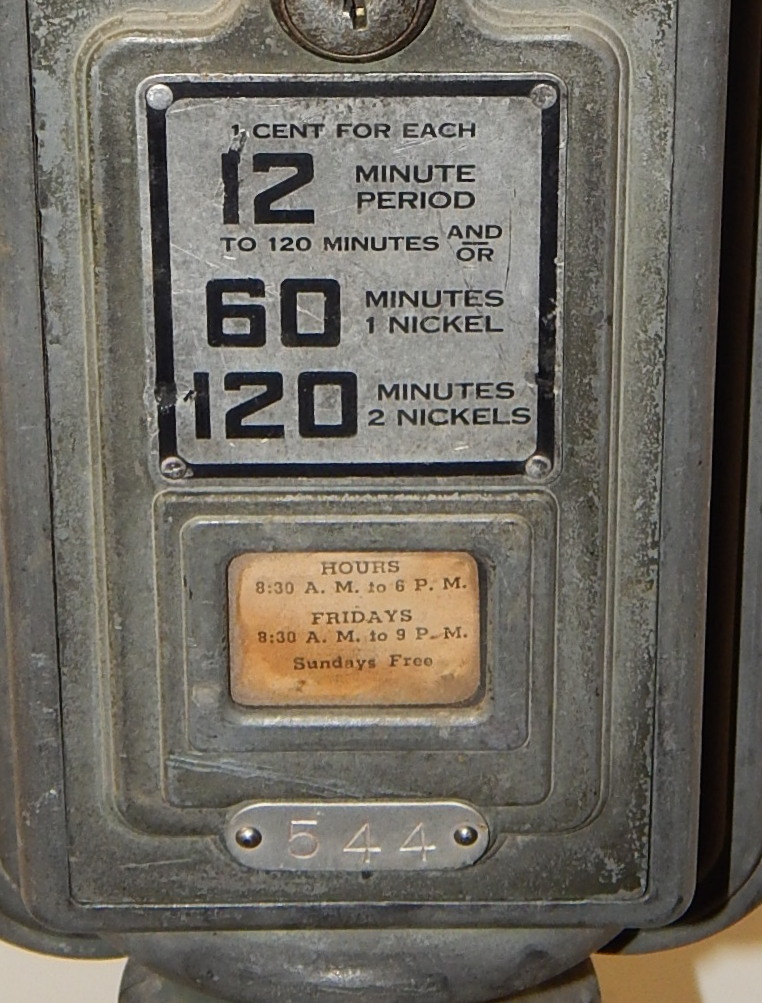 1 CENT FOR EACH
12 MINUTE PERIOD
TO 120 MINUTES AND OR
60 MINUTES 1 NICKEL
120 MINUTES 2 NICKELS
HOURS
8:30 A. M. to 6 P. M.
FRIDAYS
8:30 A. M. to 9 P. M.
Sundays Free
544